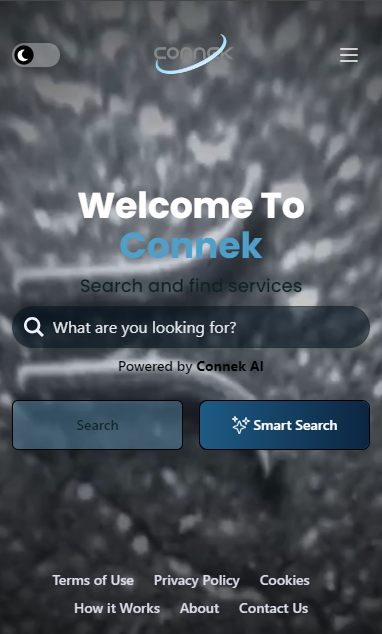 connek
Welcome To
Connek
Search and find services
What are you looking for?
Powered by Connek AI
Search
Smart Search
Terms of Use Privacy Policy Cookies
How it Works About Contact Us